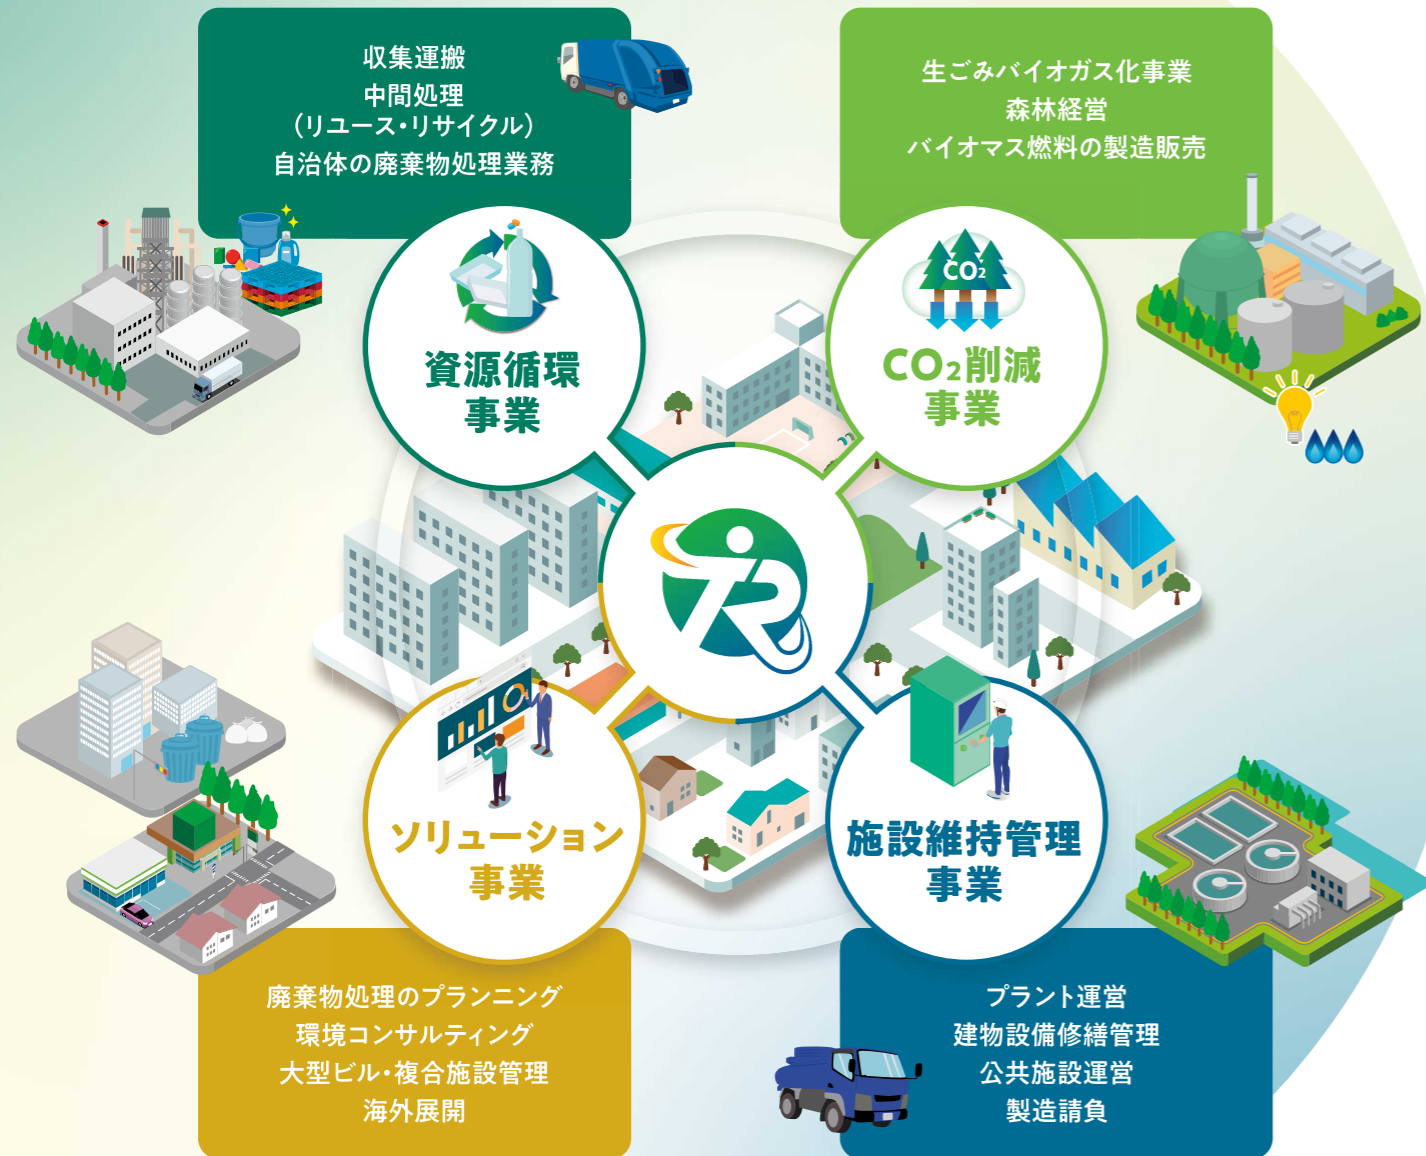 収集運搬
中間処理
（リユース・リサイクル）
自治体の廃棄物処理業務
資源循環
事業
生ごみバイオガス化事業
森林経営
バイオマス燃料の製造販売
CO₂
CO₂削減
事業
R
ソリューション
事業
廃棄物処理のプランニング
環境コンサルティング
大型ビル・複合施設管理
海外展開
施設維持管理
事業
プラント運営
建物設備修繕管理
公共施設運営
製造請負